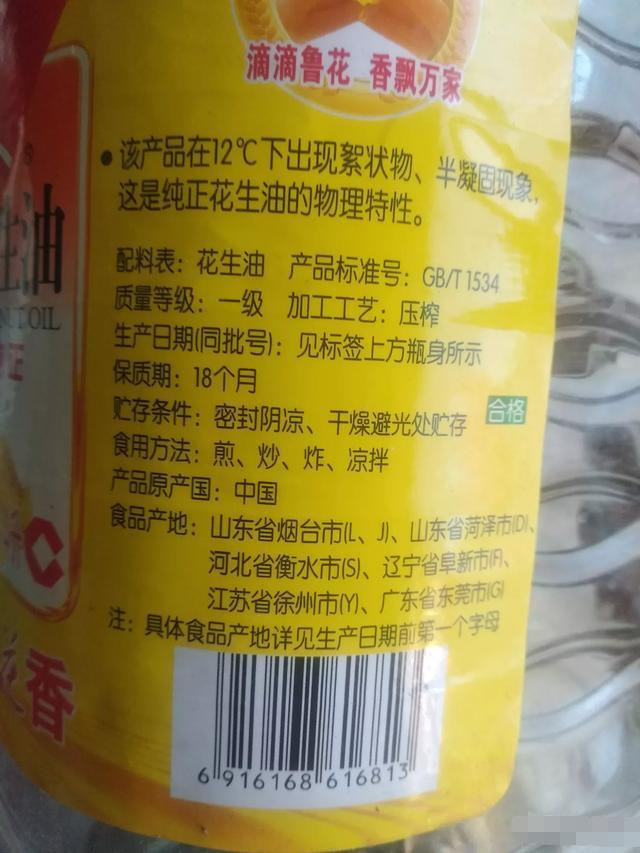 滴滴鲁花 香飘万家
•该产品在12℃下出现絮状物、半凝固现象,
这是纯正花生油的物理特性。
配料表：花生油 产品标准号：GB/T 1534
质量等级：一级 加工工艺：压榨
生产日期(同批号)：见标签上方瓶身所示
保质期：18个月
贮存条件：密封阴凉、干燥避光处贮存
合格
食用方法：煎、炒、炸、凉拌
产品原产国：中国
食品产地：山东省烟台市(L、J)、山东省菏泽市(D)、
河北省衡水市(S)、辽宁省阜新市(F)、
江苏省徐州市(Y)、广东省东莞市(G)
注：具体食品产地详见生产日期前第一个字母
6 916168 616813
油
OIL
正
香